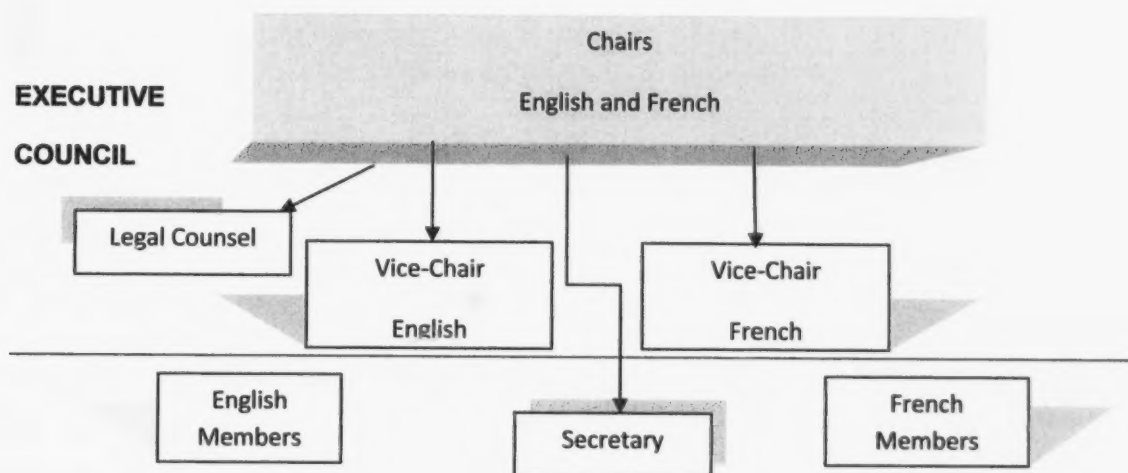 Chairs
English and French
EXECUTIVE
COUNCIL
Legal Counsel
Vice-Chair
English
Vice-Chair
French
English
Members
Secretary
French
Members